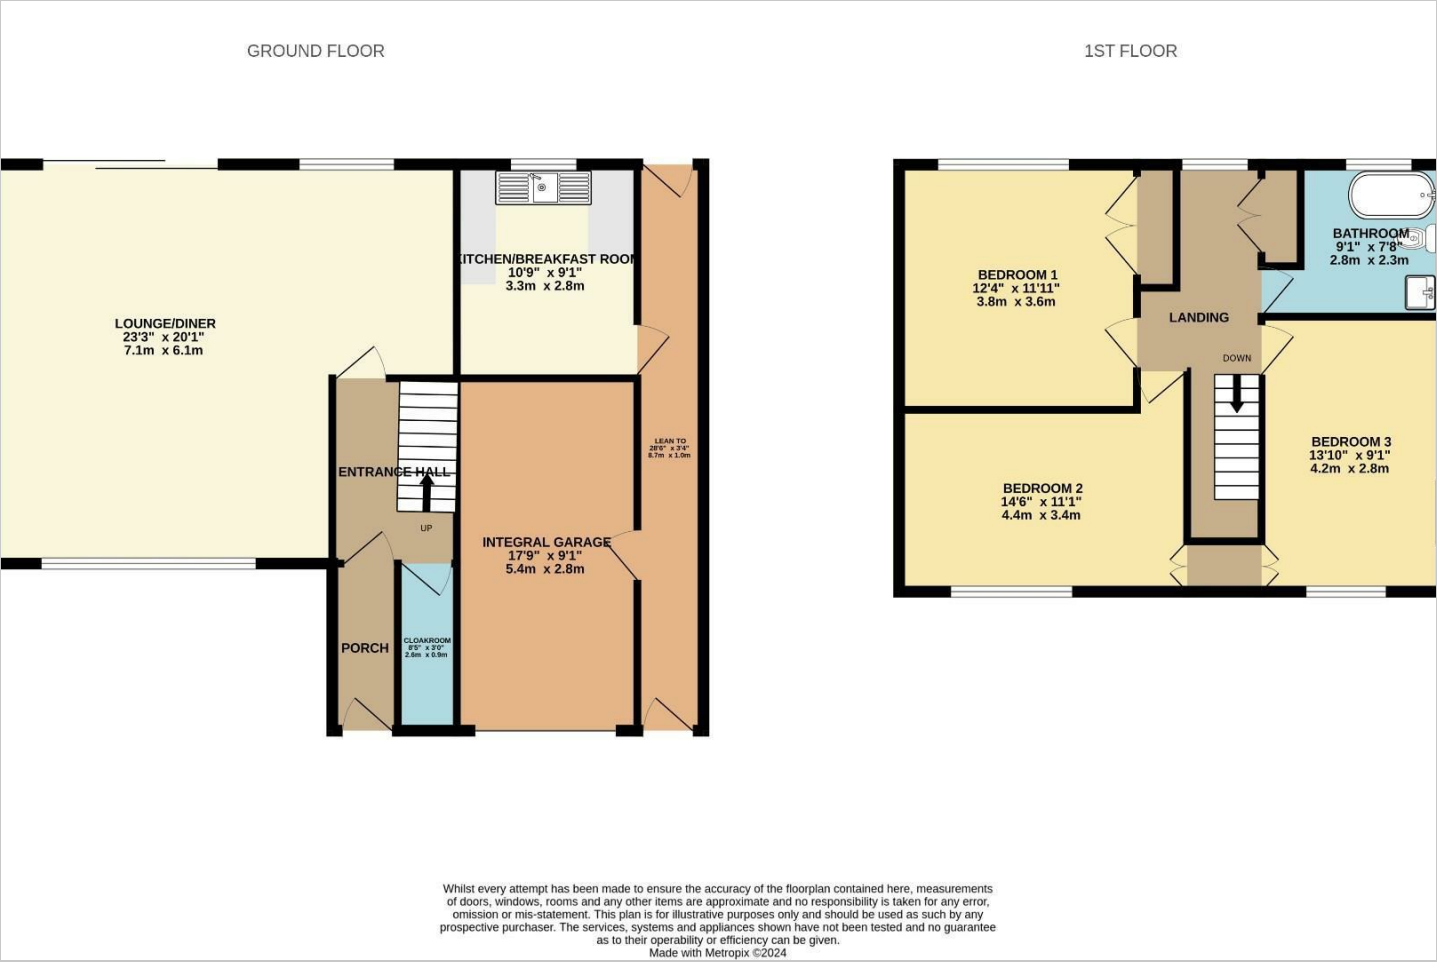 GROUND FLOOR
1ST FLOOR
LOUNGE/DINER
23'3" x 20'1"
7.1m x 6.1m
KITCHEN/BREAKFAST ROOM
10'9" x 9'1"
3.3m x 2.8m
LEAN TO
28'6" x 3'4"
8.7m x 1.0m
ENTRANCE HALL
UP
INTEGRAL GARAGE
17'9" x 9'1"
5.4m x 2.8m
PORCH
CLOAKROOM
8'5" x 3'0"
2.6m x 0.9m
BEDROOM 1
12'4" x 11'11"
3.8m x 3.6m
BATHROOM
9'1" x 7'8"
2.8m x 2.3m
LANDING
DOWN
BEDROOM 3
13'10" x 9'1"
4.2m x 2.8m
BEDROOM 2
14'6" x 11'1"
4.4m x 3.4m
Whilst every attempt has been made to ensure the accuracy of the floorplan contained here, measurements
of doors, windows, rooms and any other items are approximate and no responsibility is taken for any error,
omission or mis-statement. This plan is for illustrative purposes only and should be used as such by any
prospective purchaser. The services, systems and appliances shown have not been tested and no guarantee
as to their operability or efficiency can be given.
Made with Metropix ©2024